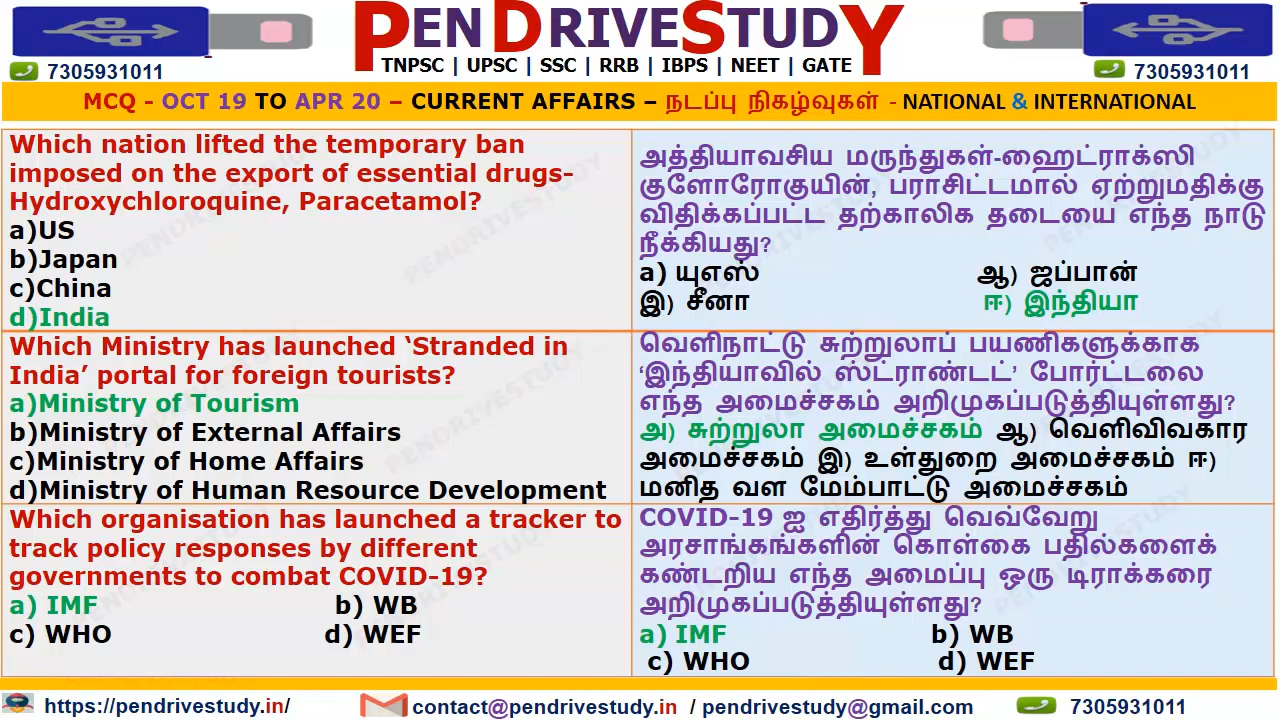 PENDRIVESTUDY
TNPSC | UPSC | SSC | RRB | IBPS | NEET | GATE
7305931011
7305931011
MCQ - OCT 19 TO APR 20 – CURRENT AFFAIRS – நடப்பு நிகழ்வுகள் - NATIONAL & INTERNATIONAL
Which nation lifted the temporary ban
imposed on the export of essential drugs-
Hydroxychloroquine, Paracetamol?
a)US
b)Japan
c)China
d)India
அத்தியாவசிய மருந்துகள்-ஹைட்ராக்ஸி
குளோரோகுயின், பராசிட்டமால் ஏற்றுமதிக்கு
விதிக்கப்பட்ட தற்காலிக தடையை எந்த நாடு
நீக்கியது?
a) யுஎஸ் ஆ) ஜப்பான்
இ) சீனா ஈ) இந்தியா
Which Ministry has launched ‘Stranded in
India’ portal for foreign tourists?
a)Ministry of Tourism
b)Ministry of External Affairs
c)Ministry of Home Affairs
d)Ministry of Human Resource Development
வெளிநாட்டு சுற்றுலாப் பயணிகளுக்காக
‘இந்தியாவில் ஸ்ட்ராண்டட்’ போர்ட்டலை
எந்த அமைச்சகம் அறிமுகப்படுத்தியுள்ளது?
அ) சுற்றுலா அமைச்சகம் ஆ) வெளிவிவகார
அமைச்சகம் இ) உள்துறை அமைச்சகம் ஈ)
மனித வள மேம்பாட்டு அமைச்சகம்
Which organisation has launched a tracker to
track policy responses by different
governments to combat COVID-19?
a) IMF b) WB
c) WHO d) WEF
COVID-19 ஐ எதிர்த்து வெவ்வேறு
அரசாங்கங்களின் கொள்கை பதில்களைக்
கண்டறிய எந்த அமைப்பு ஒரு டிராக்கரை
அறிமுகப்படுத்தியுள்ளது?
a) IMF b) WB
c) WHO d) WEF
https://pendrivestudy.in/ contact@pendrivestudy.in / pendrivestudy@gmail.com 7305931011